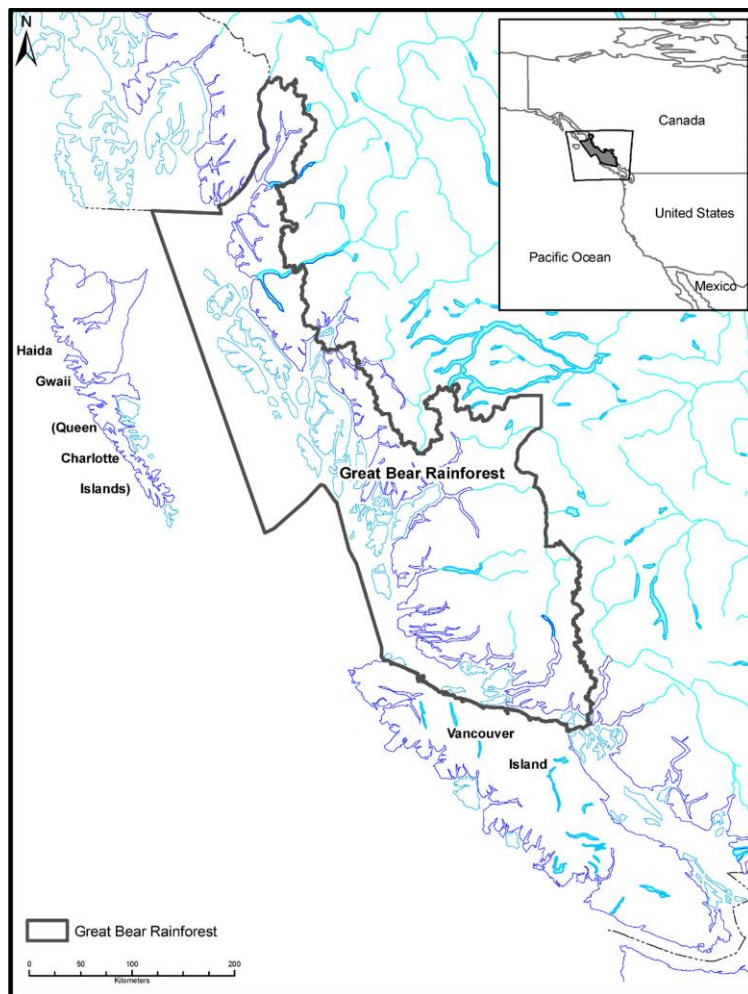 N
Canada
United States
Pacific Ocean
Mexico
Haida
Gwaii
(Queen
Charlotte
Islands)
Great Bear Rainforest
Vancouver
Island
Great Bear Rainforest
0 50 100 200
Kilometers